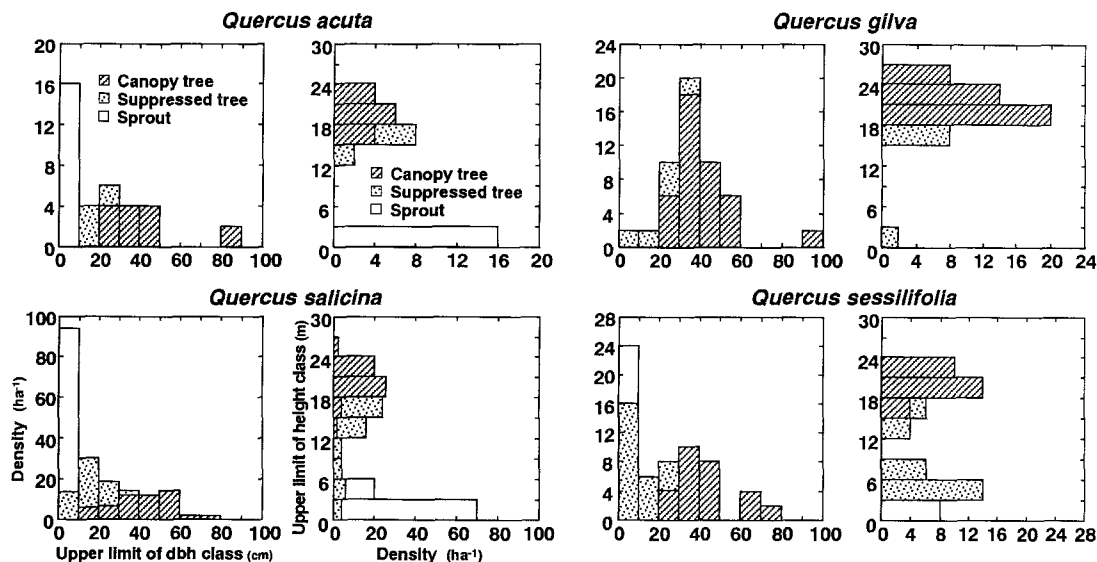 Quercus acuta
Quercus gilva
20
16
12
8
4
0
Canopy tree
Suppressed tree
Sprout
0 20 40 60 80 100
30
24
18
12
6
0
Canopy tree
Suppressed tree
Sprout
0 4 8 12 16 20
24
20
16
12
8
4
0
0 20 40 60 80 100
30
24
18
12
6
0
0 4 8 12 16 20 24
Quercus salicina
Quercus sessilifolia
Density (ha⁻¹)
100
80
60
40
20
0
0 20 40 60 80 100
Upper limit of dbh class (cm)
Upper limit of height class (m)
30
24
18
12
6
0
0 20 40 60 80 100
Density (ha⁻¹)
28
24
20
16
12
8
4
0
0 20 40 60 80 100
30
24
18
12
6
0
0 4 8 12 16 20 24 28